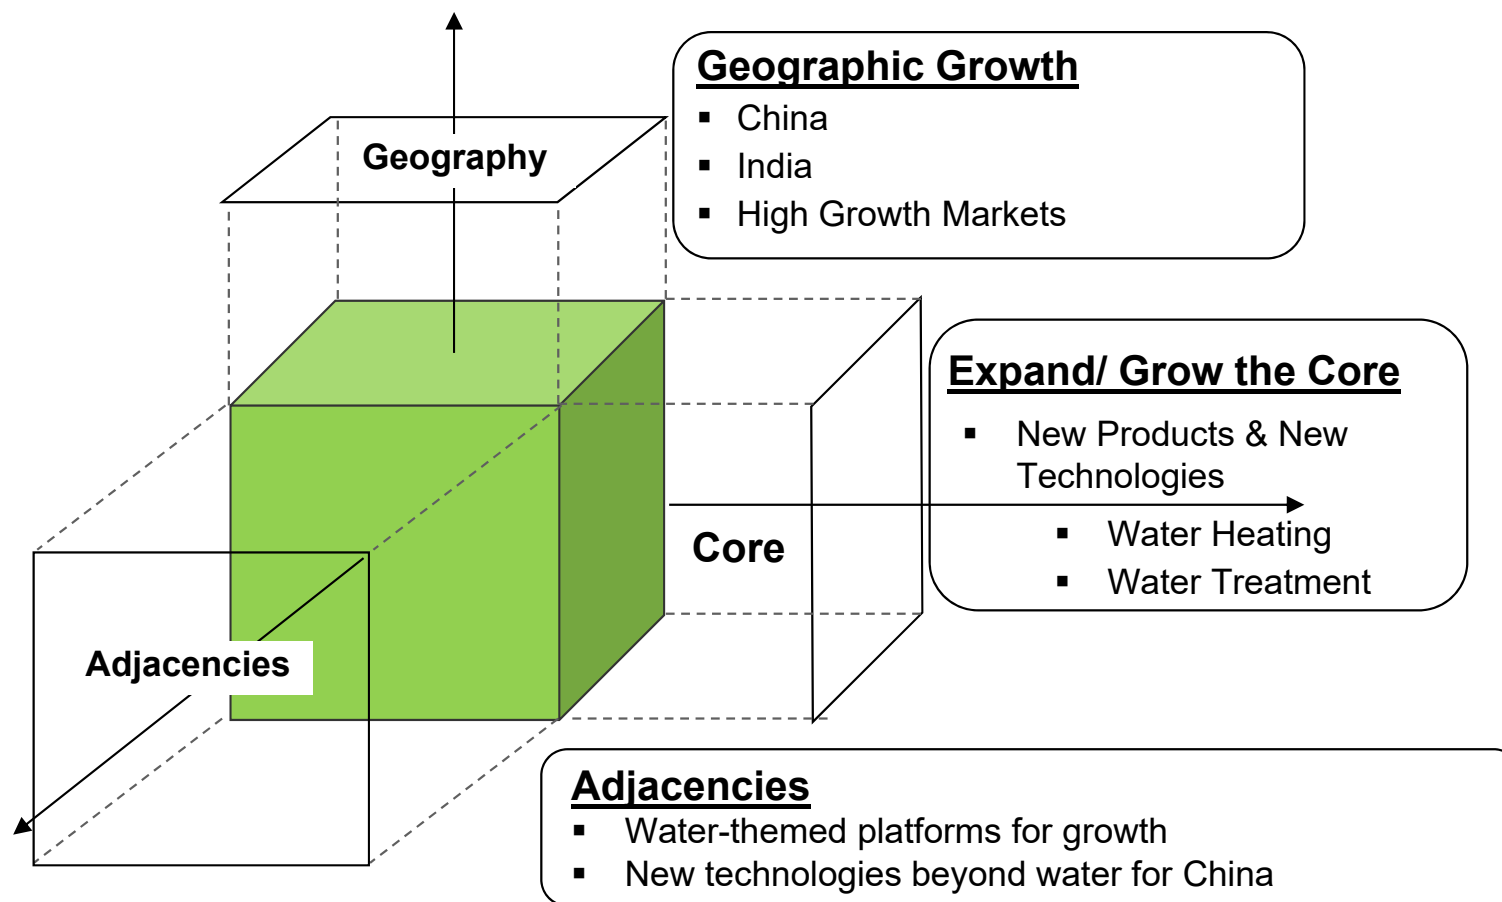 Geographic Growth
▪ China
▪ India
▪ High Growth Markets
Geography
Expand/ Grow the Core
▪ New Products & New
Technologies
▪ Water Heating
▪ Water Treatment
Core
Adjacencies
Adjacencies
▪ Water-themed platforms for growth
▪ New technologies beyond water for China